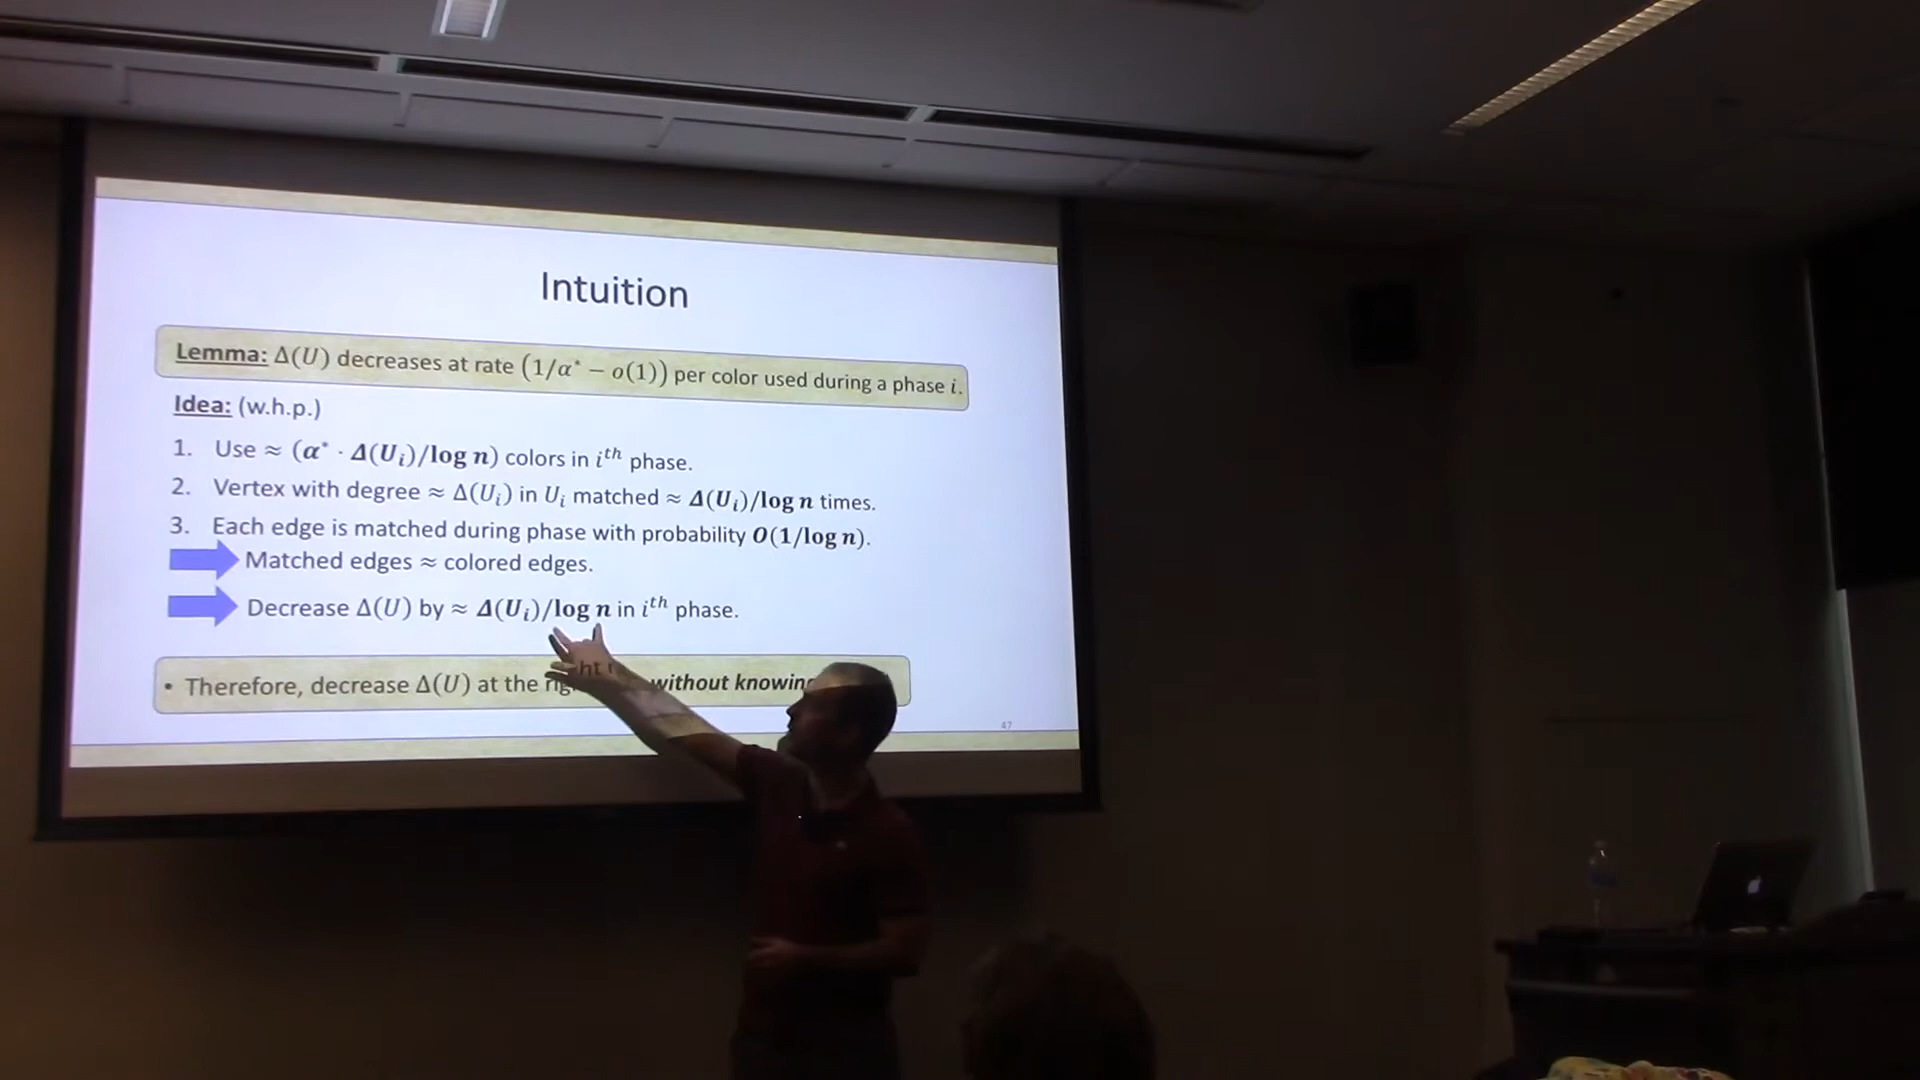 Intuition
Lemma: Δ(U) decreases at rate (1/α* − o(1)) per color used during a phase i.
Idea: (w.h.p.)
1. Use ≈ (α* · Δ(Uᵢ)/log n) colors in iᵗʰ phase.
2. Vertex with degree ≈ Δ(Uᵢ) in Uᵢ matched ≈ Δ(Uᵢ)/log n times.
3. Each edge is matched during phase with probability O(1/log n).
Matched edges ≈ colored edges.
Decrease Δ(U) by ≈ Δ(Uᵢ)/log n in iᵗʰ phase.
• Therefore, decrease Δ(U) at the without knowing
47